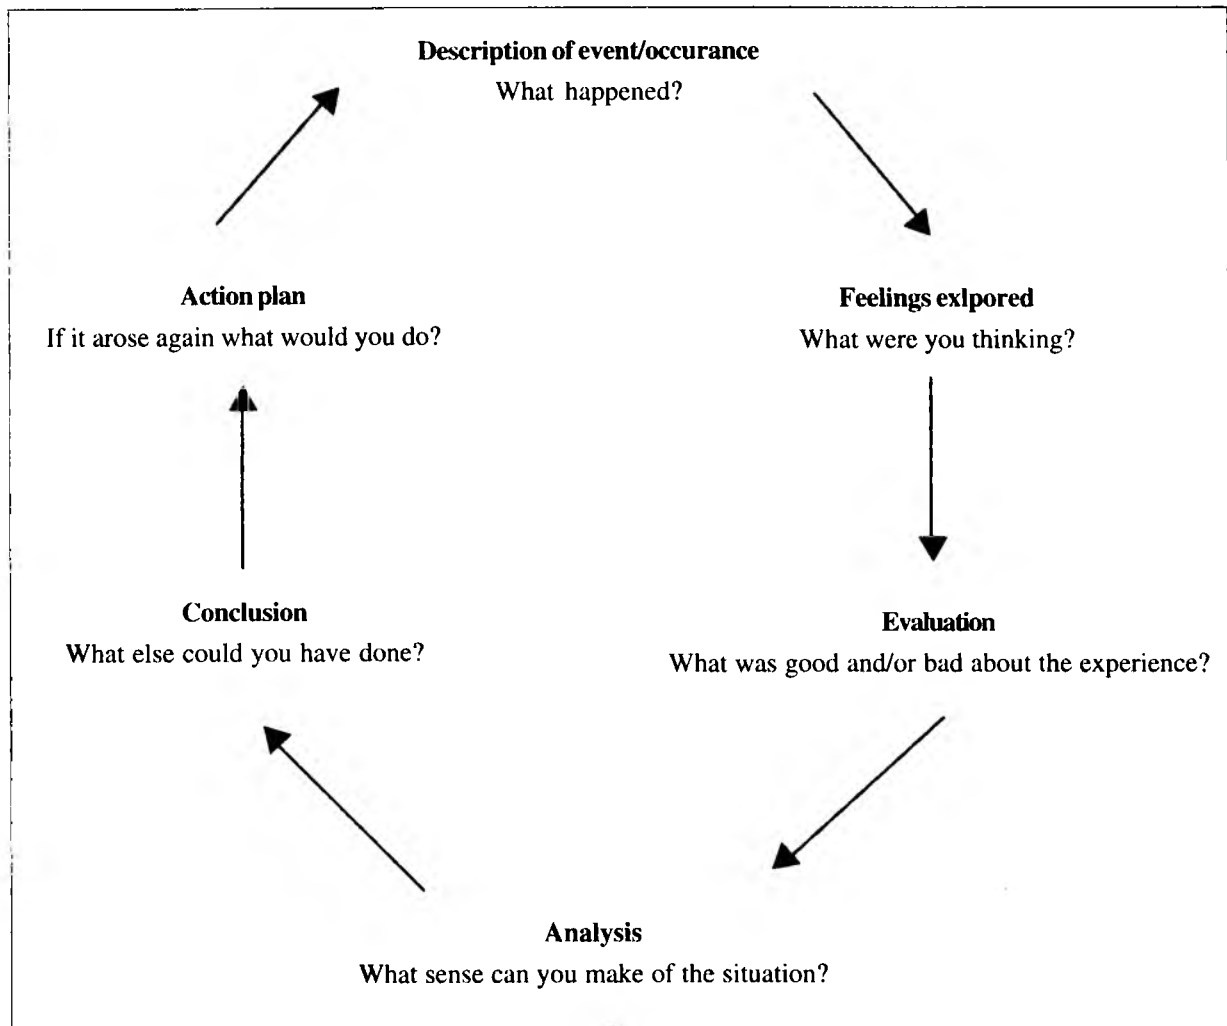 Description of event/occurance
What happened?
Feelings exlpored
What were you thinking?
Evaluation
What was good and/or bad about the experience?
Analysis
What sense can you make of the situation?
Conclusion
What else could you have done?
Action plan
If it arose again what would you do?